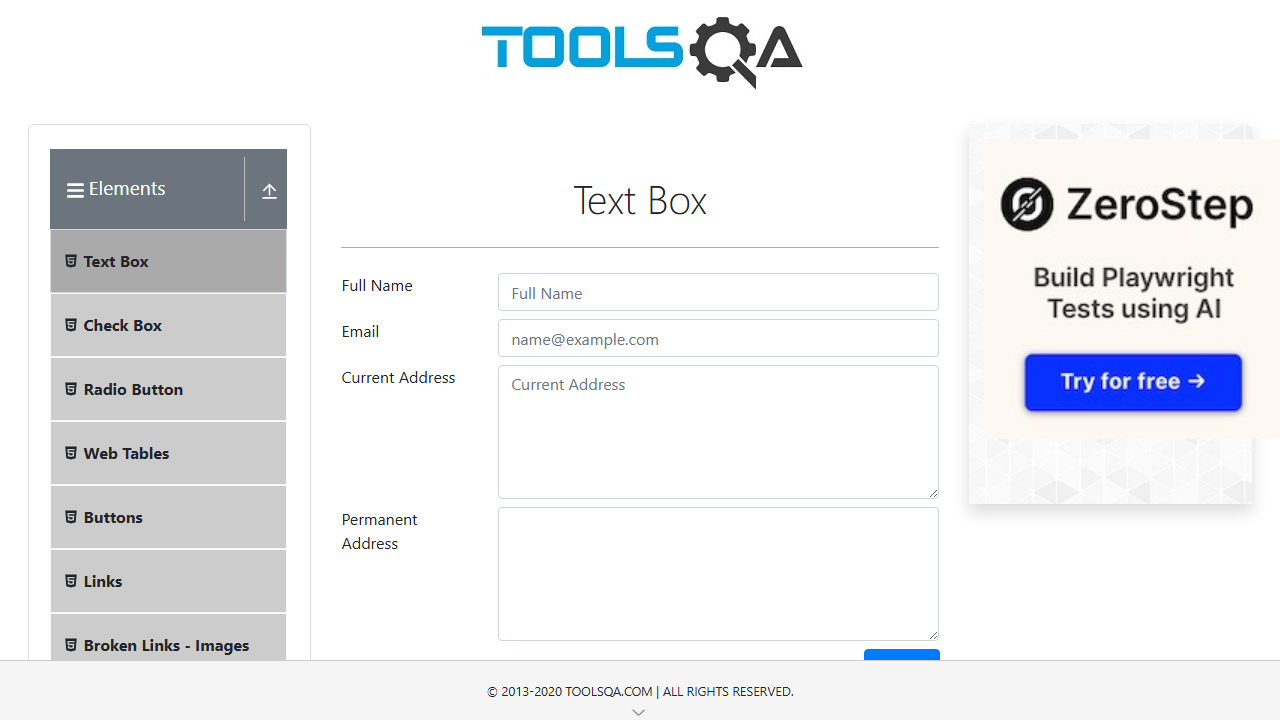 TOOLSQA
Elements
Text Box
Check Box
Radio Button
Web Tables
Buttons
Links
Broken Links - Images
Text Box
Full Name
Full Name
Email
name@example.com
Current Address
Current Address
Permanent
Address
ZeroStep
Build Playwright
Tests using AI
Try for free →
© 2013-2020 TOOLSQA.COM | ALL RIGHTS RESERVED.